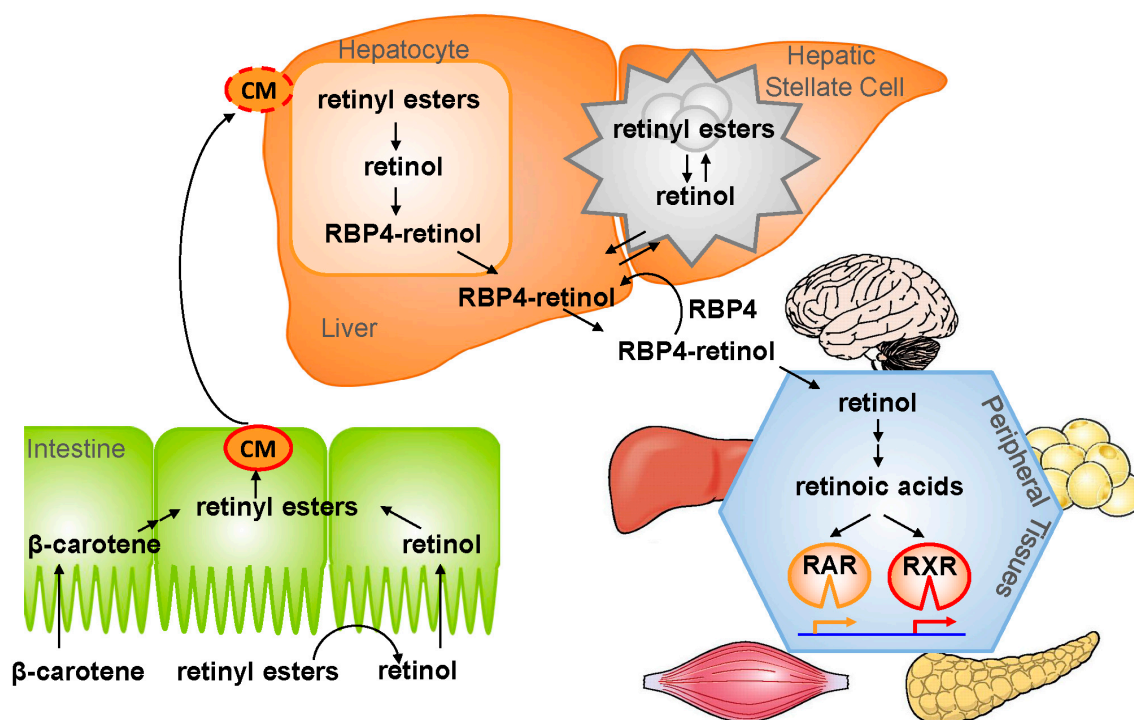 Hepatocyte
Hepatic
Stellate Cell
CM
retinyl esters
retinol
RBP4-retinol
retinyl esters
retinol
RBP4-retinol
Liver
RBP4
RBP4-retinol
Intestine
CM
retinyl esters
β-carotene
retinol
β-carotene
retinyl esters
retinol
retinol
retinoic acids
RAR
RXR
Peripheral Tissues